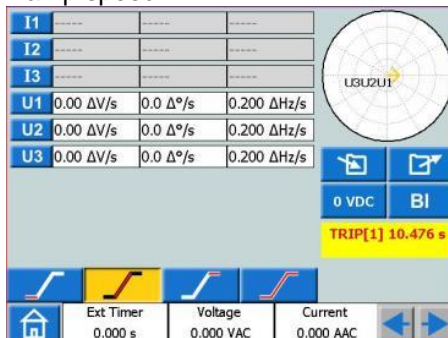 I1 ----- ----- -----
I2 ----- ----- -----
I3 ----- ----- -----
U1 0.00 ΔV/s 0.0 Δ°/s 0.200 ΔHz/s
U2 0.00 ΔV/s 0.0 Δ°/s 0.200 ΔHz/s
U3 0.00 ΔV/s 0.0 Δ°/s 0.200 ΔHz/s
U3U2U1
0 VDC BI
TRIP[1] 10.476 s
Ext Timer Voltage Current
0.000 s 0.000 VAC 0.000 AAC